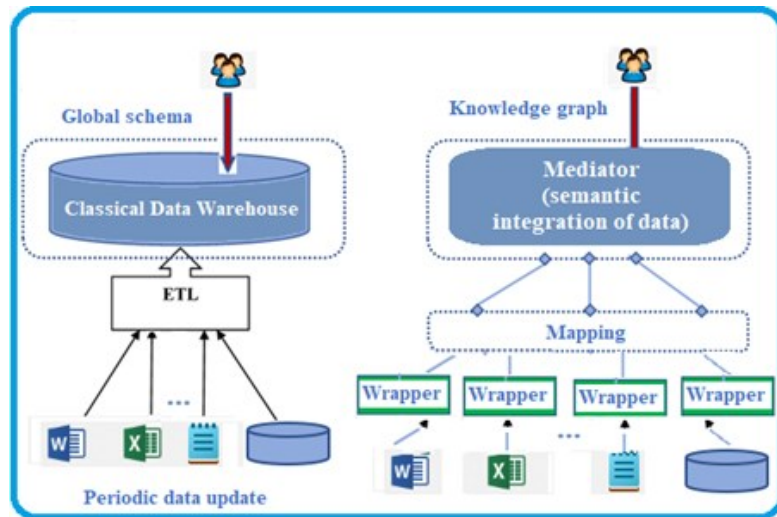 Global schema
Classical Data Warehouse
ETL
...
W
X
Periodic data update
Knowledge graph
Mediator
(semantic
integration of data)
Mapping
Wrapper
Wrapper
Wrapper
Wrapper
...
W
X